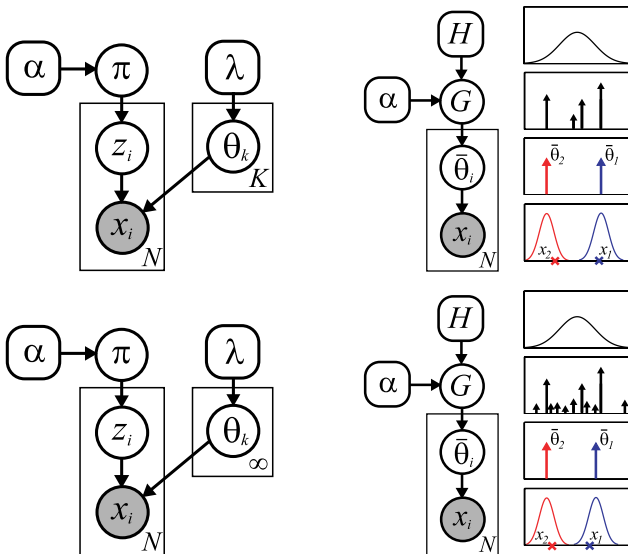 H
α π λ
α G
z_i θ_k θ̄_i
K
θ̄_2 θ̄_1
x_i x_i
N N
x_2 x_1
H
α π λ
α G
z_i θ_k θ̄_i
∞
θ̄_2 θ̄_1
x_i x_i
N N
x_2 x_1